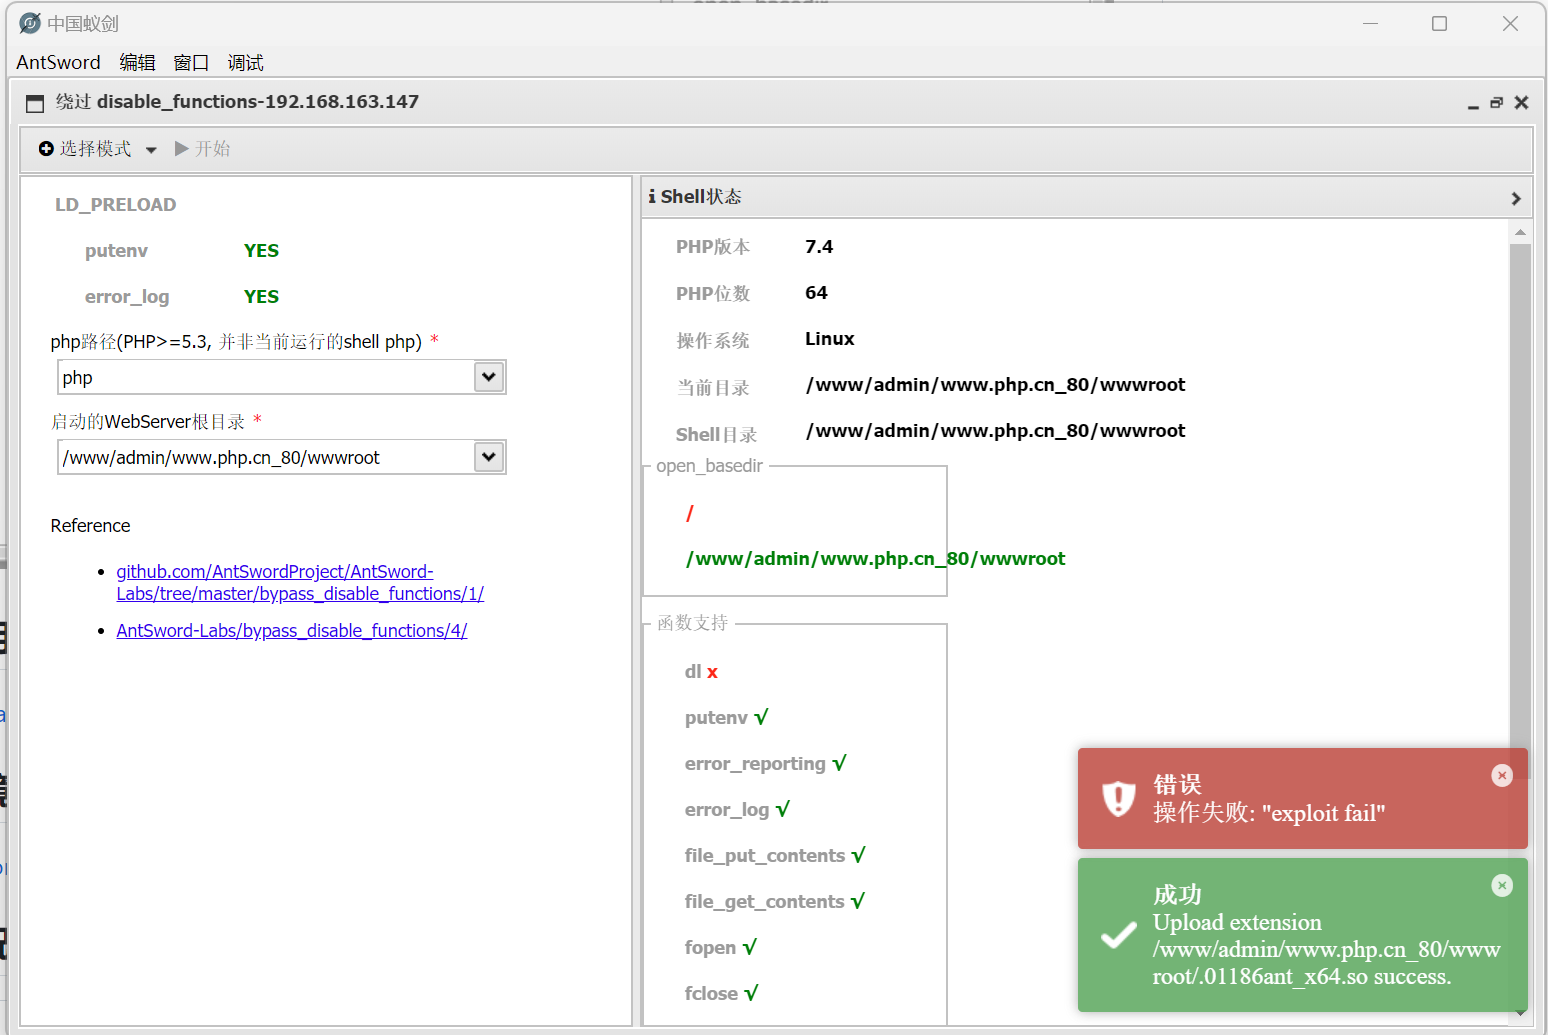 中国蚁剑
AntSword 编辑 窗口 调试
绕过 disable_functions-192.168.163.147
选择模式 开始
LD_PRELOAD
putenv YES
error_log YES
php路径(PHP>=5.3, 并非当前运行的shell php) *
php
启动的WebServer根目录 *
/www/admin/www.php.cn_80/wwwroot
Reference
github.com/AntSwordProject/AntSword-
Labs/tree/master/bypass_disable_functions/1/
AntSword-Labs/bypass_disable_functions/4/
Shell状态
PHP版本 7.4
PHP位数 64
操作系统 Linux
当前目录 /www/admin/www.php.cn_80/wwwroot
Shell目录 /www/admin/www.php.cn_80/wwwroot
open_basedir
/
/www/admin/www.php.cn_80/wwwroot
函数支持
dl x
putenv √
error_reporting √
error_log √
file_put_contents √
file_get_contents √
fopen √
fclose √
错误
操作失败: "exploit fail"
成功
Upload extension
/www/admin/www.php.cn_80/www
root/.01186ant_x64.so success.